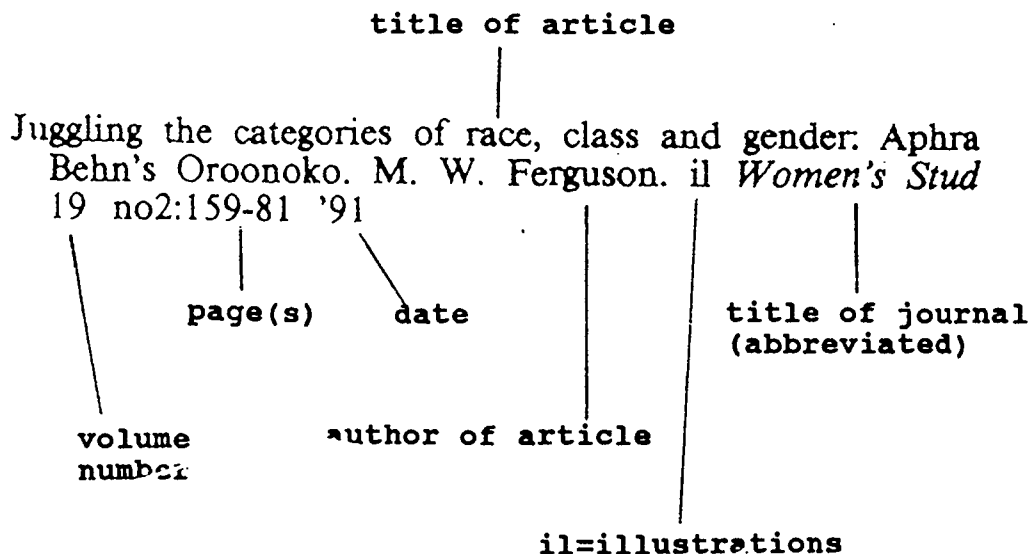 title of article
Juggling the categories of race, class and gender: Aphra
Behn's Oroonoko. M. W. Ferguson. il Women's Stud
19 no2:159-81 '91
page(s) date title of journal
(abbreviated)
volume author of article
number
il=illustrations